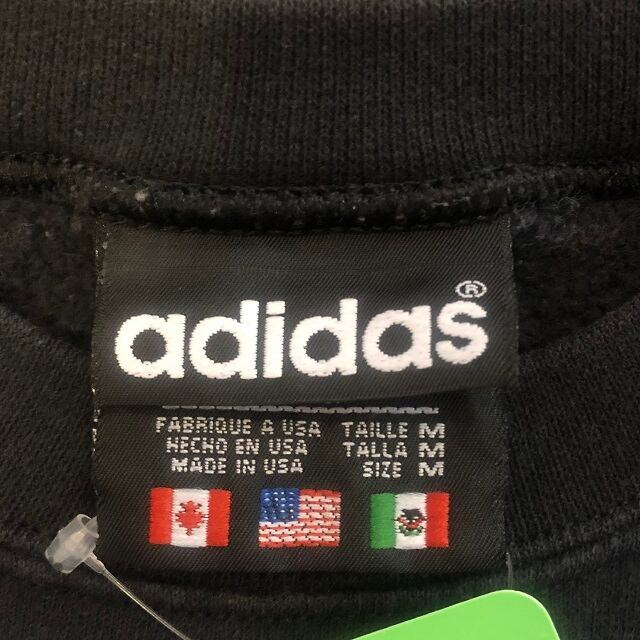 adidas®
FABRIQUE A USA TAILLE M
HECHO EN USA TALLA M
MADE IN USA SIZE M